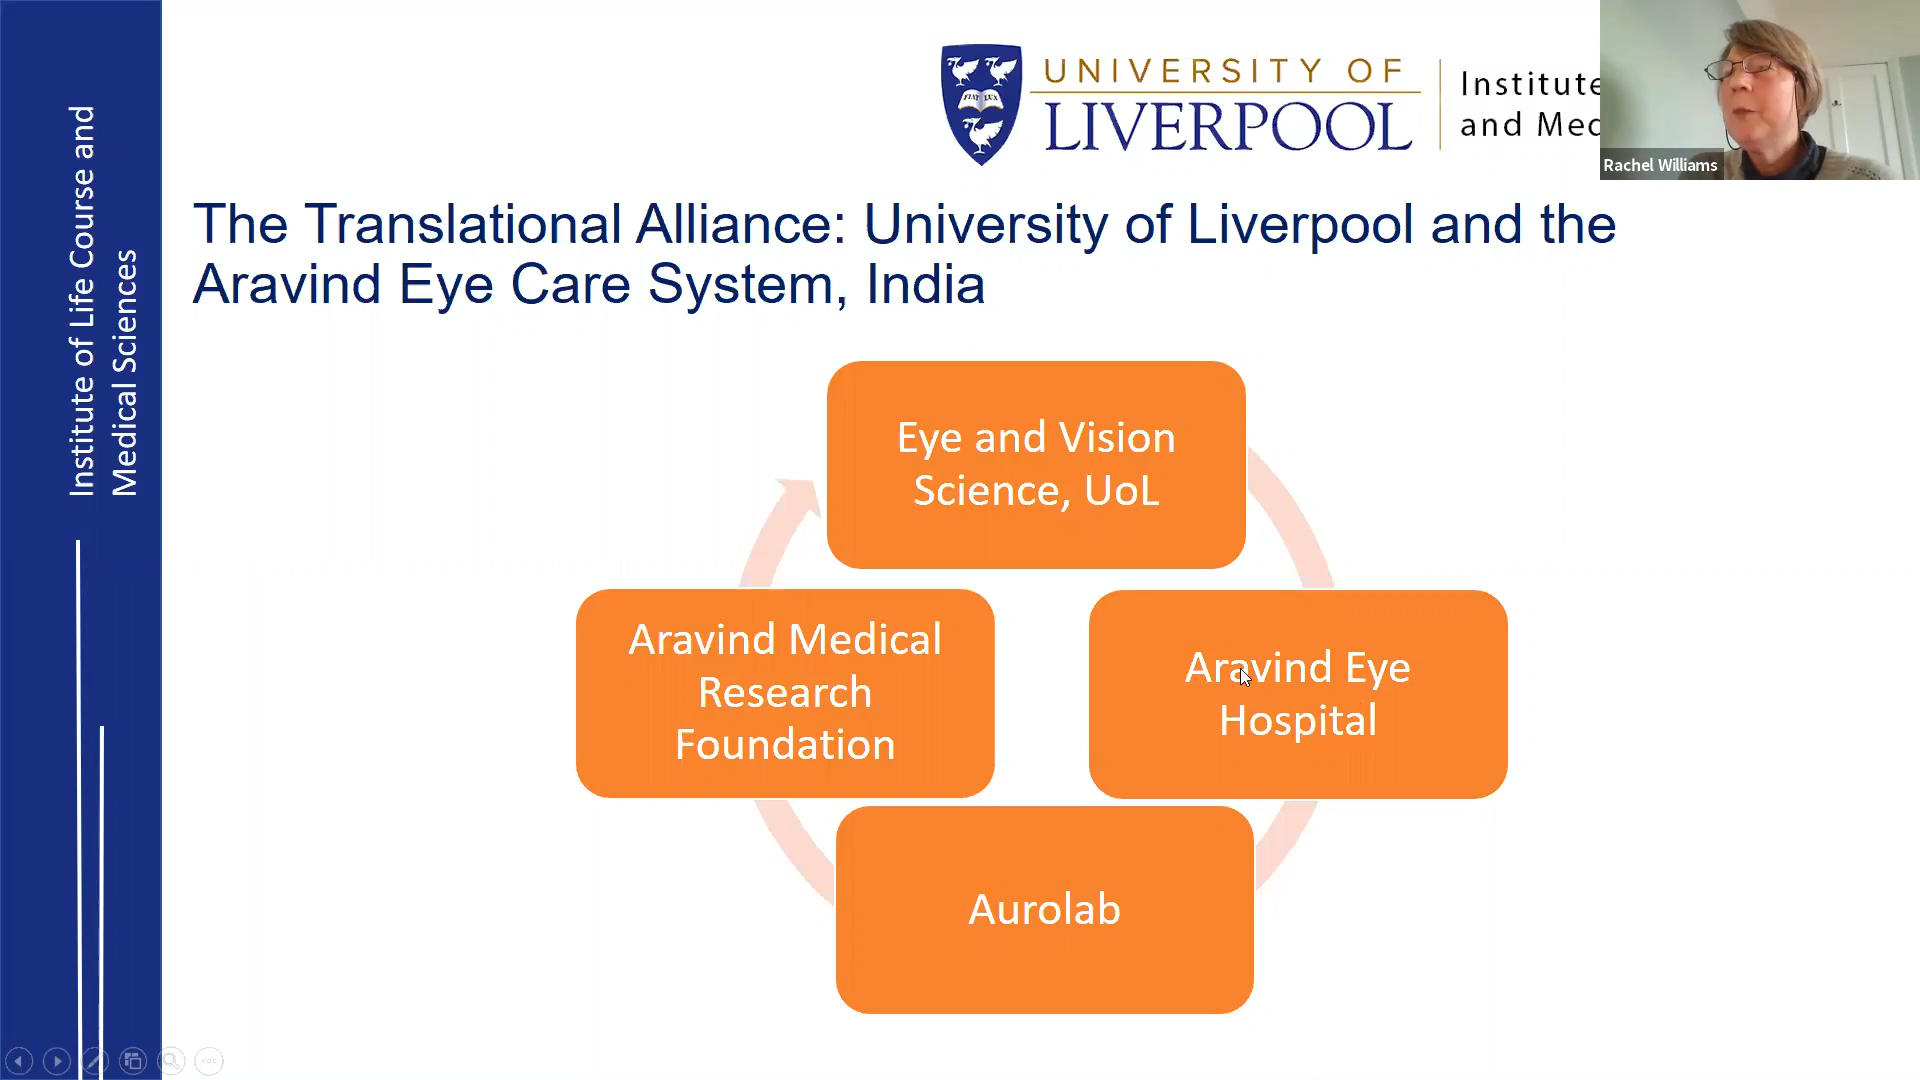 Institute of Life Course and
Medical Sciences
FIAT LUX
UNIVERSITY OF
LIVERPOOL
Institute
and Med
Rachel Williams
The Translational Alliance: University of Liverpool and the
Aravind Eye Care System, India
Eye and Vision
Science, UoL
Aravind Medical
Research
Foundation
Aravind Eye
Hospital
Aurolab